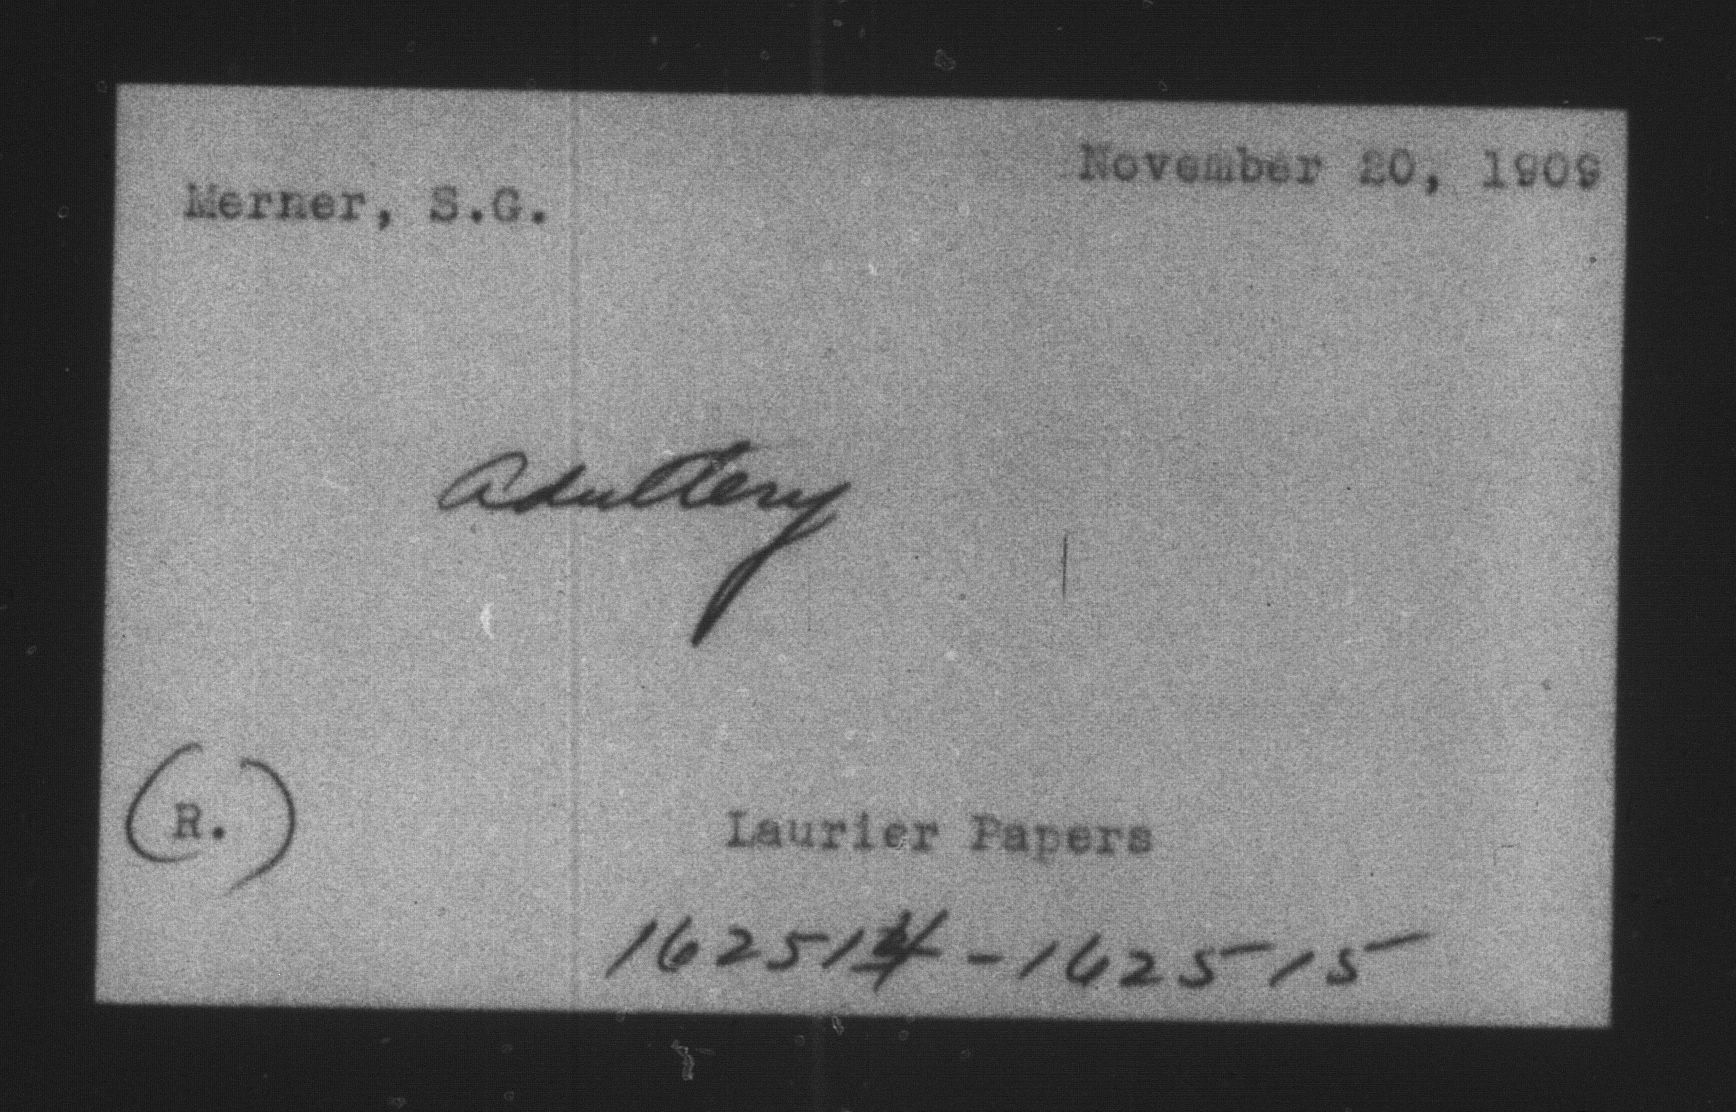 November 20, 1909
Merner, S.G.
Adultery
(R.)
Laurier Papers
162514-162515